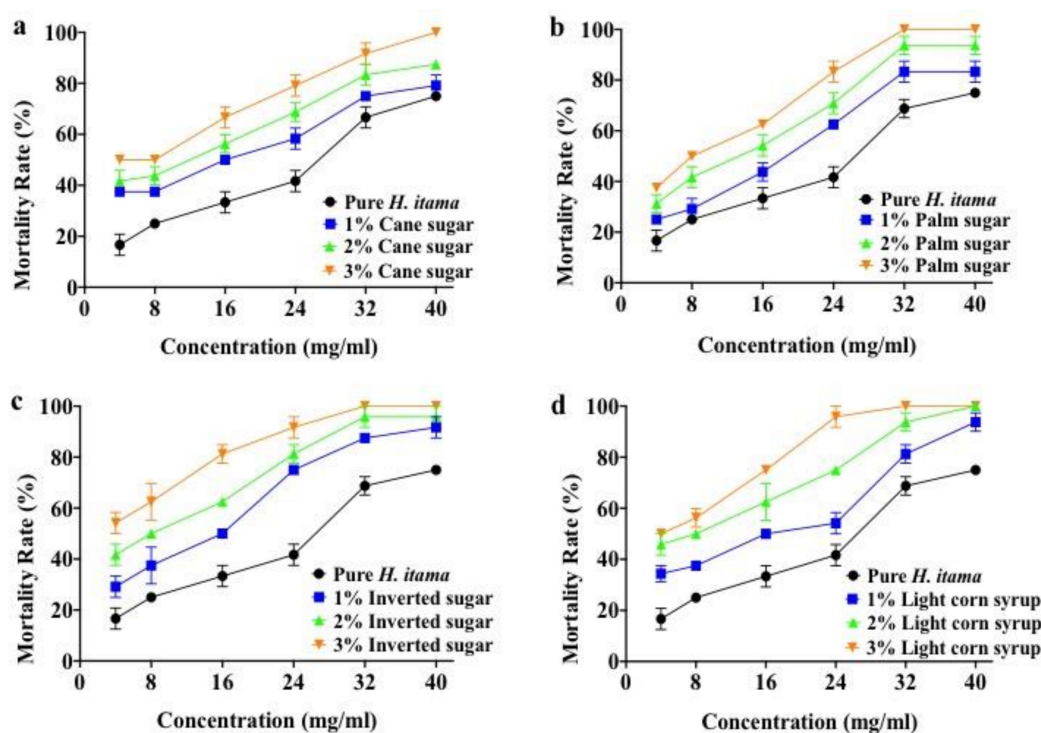 a
100
80
60
40
20
0
0 8 16 24 32 40
Mortality Rate (%)
Concentration (mg/ml)
Pure H. itama
1% Cane sugar
2% Cane sugar
3% Cane sugar
b
100
80
60
40
20
0
0 8 16 24 32 40
Mortality Rate (%)
Concentration (mg/ml)
Pure H. itama
1% Palm sugar
2% Palm sugar
3% Palm sugar
c
100
80
60
40
20
0
0 8 16 24 32 40
Mortality Rate (%)
Concentration (mg/ml)
Pure H. itama
1% Inverted sugar
2% Inverted sugar
3% Inverted sugar
d
100
80
60
40
20
0
0 8 16 24 32 40
Mortality Rate (%)
Concentration (mg/ml)
Pure H. itama
1% Light corn syrup
2% Light corn syrup
3% Light corn syrup